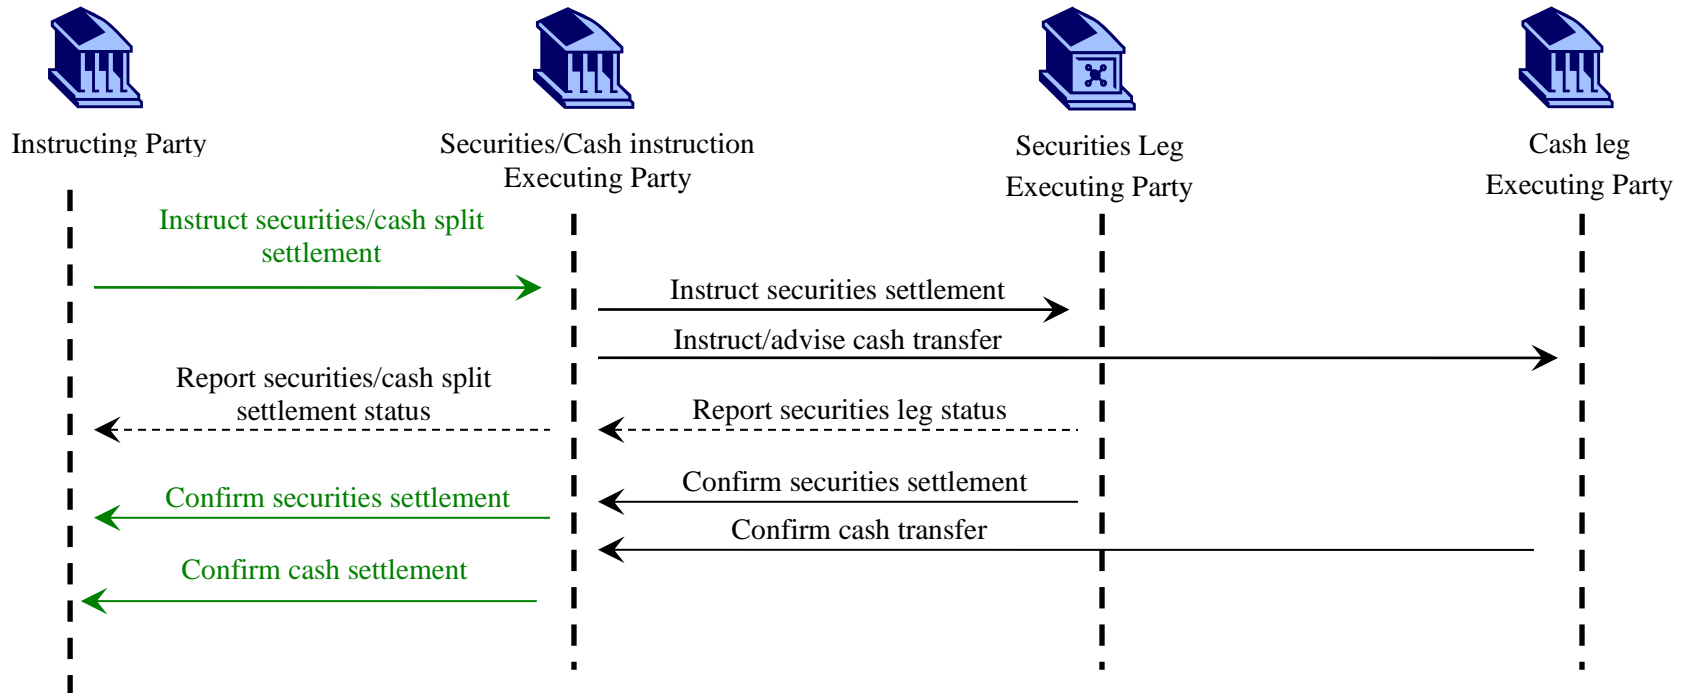 Instructing Party
Securities/Cash instruction
Executing Party
Securities Leg
Executing Party
Cash leg
Executing Party
Instruct securities/cash split
settlement
Instruct securities settlement
Instruct/advise cash transfer
Report securities/cash split
settlement status
Report securities leg status
Confirm securities settlement
Confirm securities settlement
Confirm cash transfer
Confirm cash settlement